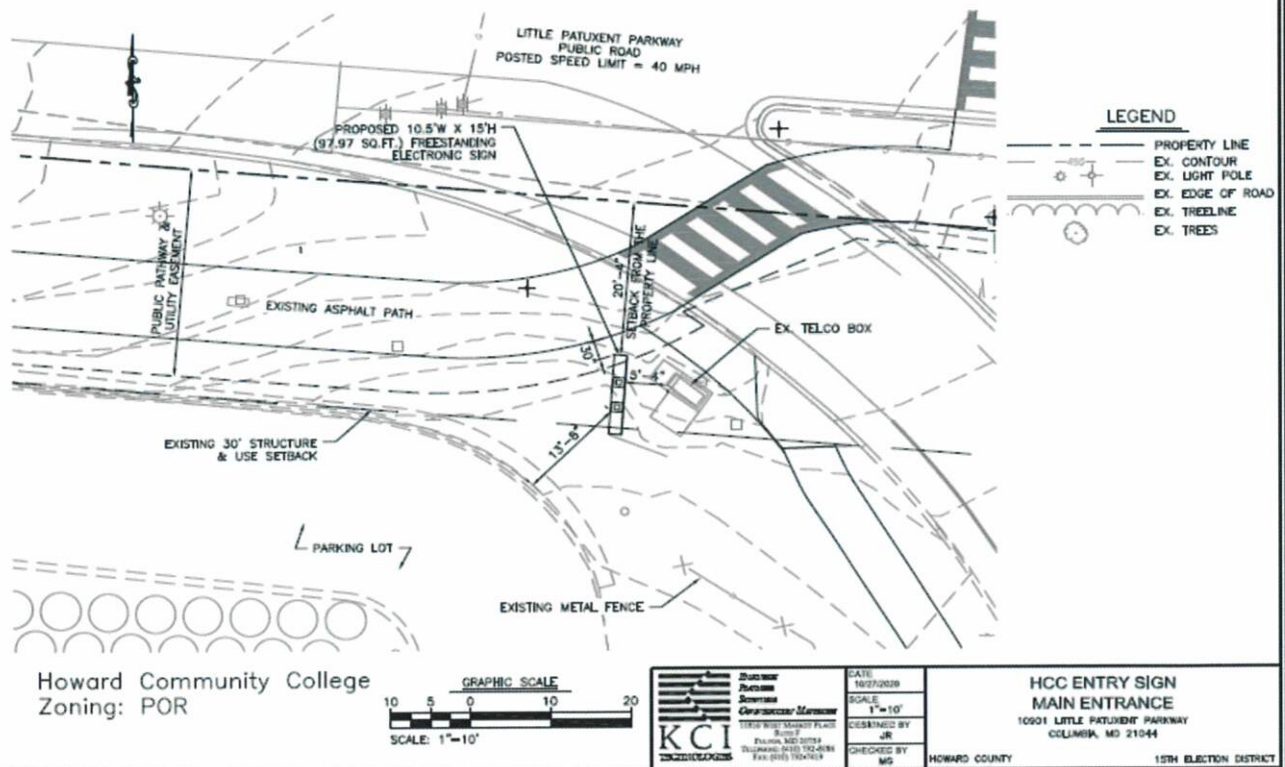 LITTLE PATUXENT PARKWAY
PUBLIC ROAD
POSTED SPEED LIMIT = 40 MPH
PROPOSED 10.5'W X 15'H
(97.97 SQ.FT.) FREESTANDING
ELECTRONIC SIGN
LEGEND
PROPERTY LINE
EX. CONTOUR
EX. LIGHT POLE
EX. EDGE OF ROAD
EX. TREELINE
EX. TREES
PUBLIC PATHWAY &
UTILITY EASEMENT
20'-4"
SETBACK FROM THE
PROPERTY LINE
EXISTING ASPHALT PATH
EX. TELCO BOX
EXISTING 30' STRUCTURE
& USE SETBACK
13'-8"
PARKING LOT
EXISTING METAL FENCE
Howard Community College
Zoning: POR
GRAPHIC SCALE
10 5 0 10 20
SCALE: 1"=10'
KCI
TECHNOLOGIES
DATE
10/27/2020
SCALE
1"=10'
DESIGNED BY
JR
CHECKED BY
MG
HCC ENTRY SIGN
MAIN ENTRANCE
10901 LITTLE PATUXENT PARKWAY
COLUMBIA, MD 21044
HOWARD COUNTY
15TH ELECTION DISTRICT